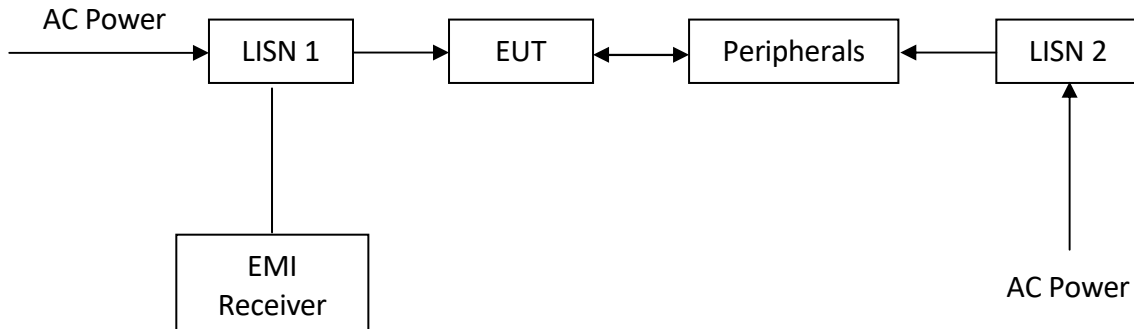 AC Power
LISN 1
EUT
Peripherals
LISN 2
EMI
Receiver
AC Power